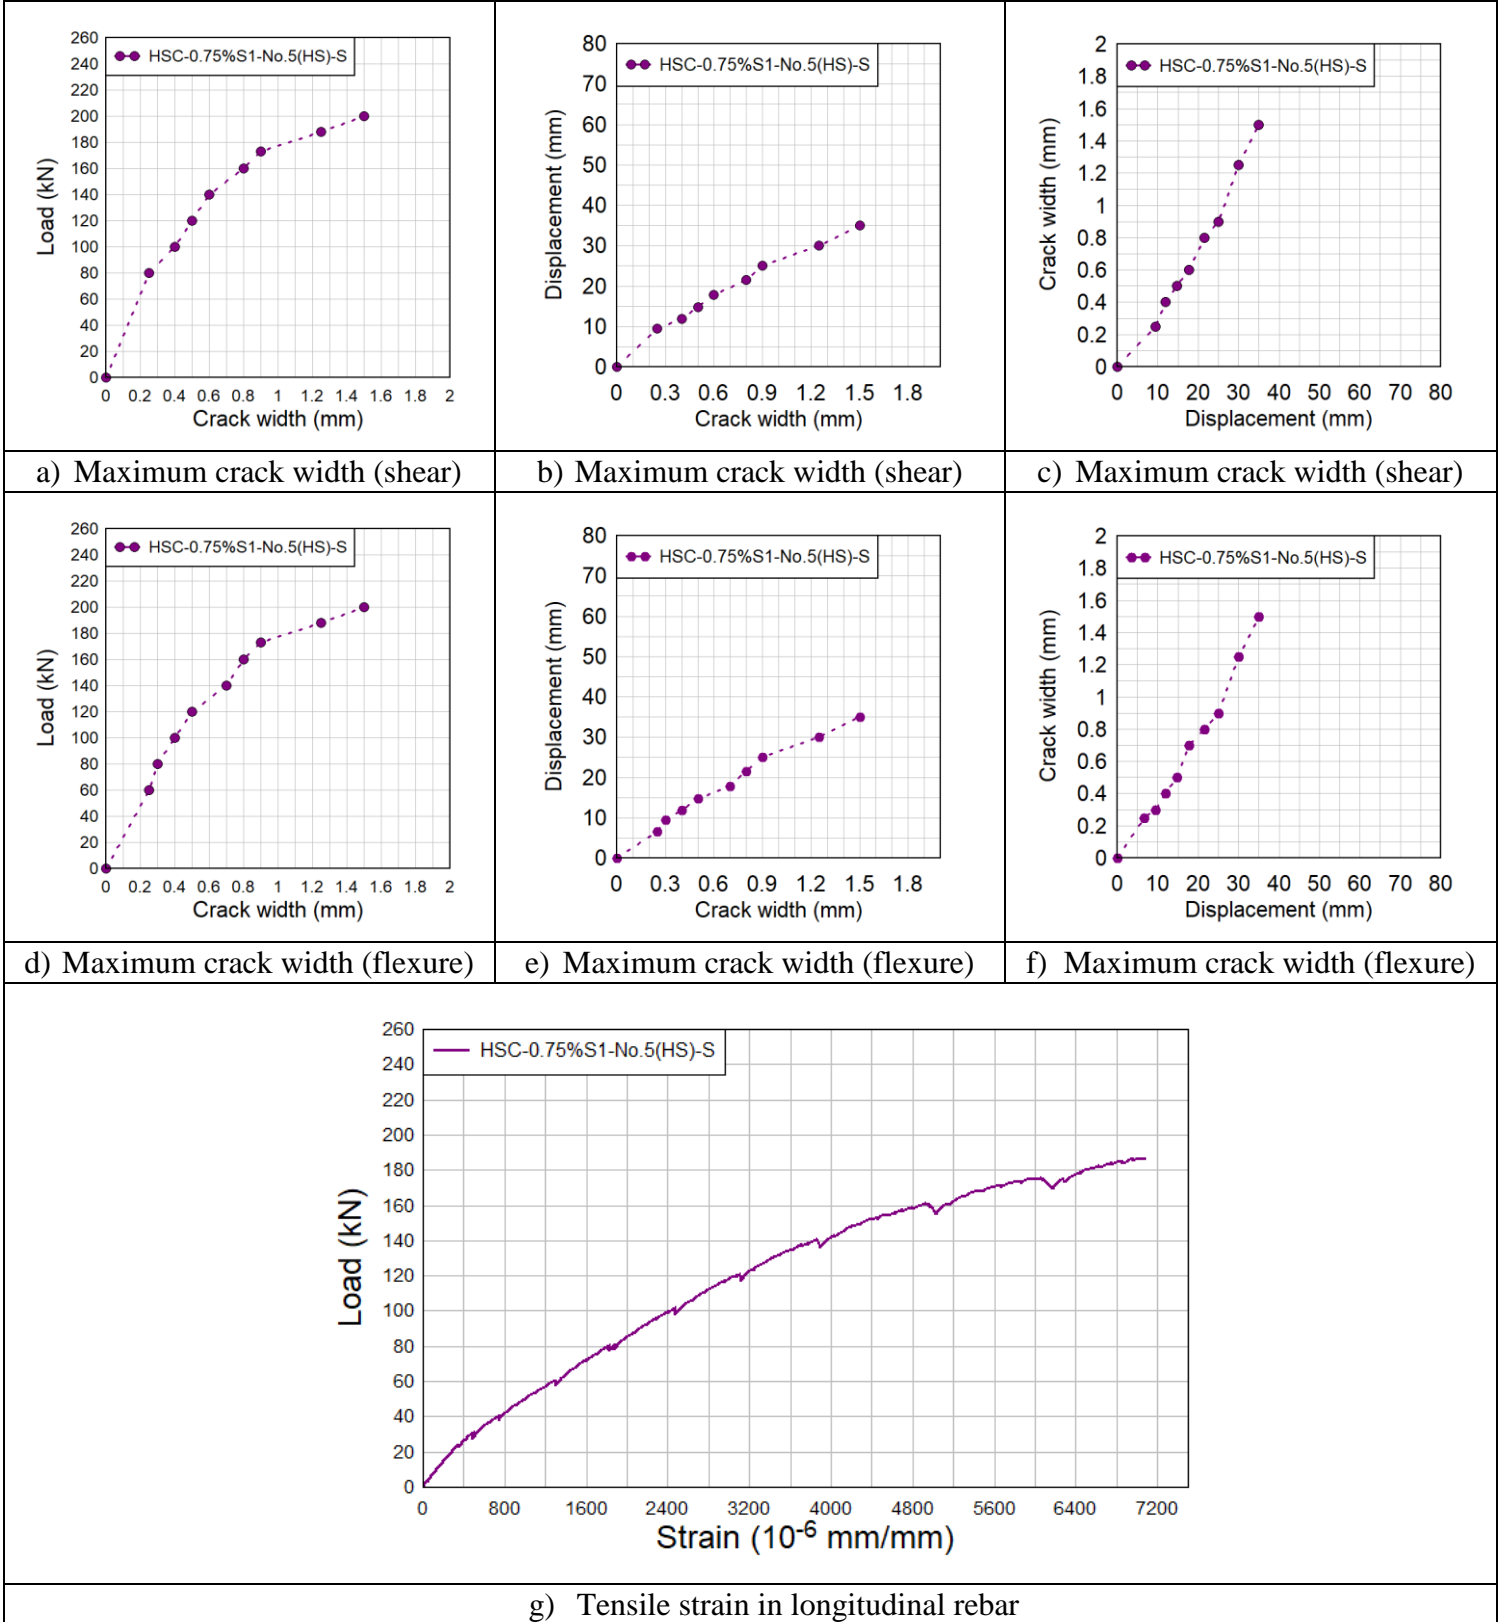 260
240
220
200
180
160
140
120
100
80
60
40
20
0
Load (kN)
HSC-0.75%S1-No.5(HS)-S
0 0.2 0.4 0.6 0.8 1 1.2 1.4 1.6 1.8 2
Crack width (mm)
80
70
60
50
40
30
20
10
0
Displacement (mm)
HSC-0.75%S1-No.5(HS)-S
0 0.3 0.6 0.9 1.2 1.5 1.8
Crack width (mm)
2
1.8
1.6
1.4
1.2
1
0.8
0.6
0.4
0.2
0
Crack width (mm)
HSC-0.75%S1-No.5(HS)-S
0 10 20 30 40 50 60 70 80
Displacement (mm)
a) Maximum crack width (shear)
b) Maximum crack width (shear)
c) Maximum crack width (shear)
260
240
220
200
180
160
140
120
100
80
60
40
20
0
Load (kN)
HSC-0.75%S1-No.5(HS)-S
0 0.2 0.4 0.6 0.8 1 1.2 1.4 1.6 1.8 2
Crack width (mm)
80
70
60
50
40
30
20
10
0
Displacement (mm)
HSC-0.75%S1-No.5(HS)-S
0 0.3 0.6 0.9 1.2 1.5 1.8
Crack width (mm)
2
1.8
1.6
1.4
1.2
1
0.8
0.6
0.4
0.2
0
Crack width (mm)
HSC-0.75%S1-No.5(HS)-S
0 10 20 30 40 50 60 70 80
Displacement (mm)
d) Maximum crack width (flexure)
e) Maximum crack width (flexure)
f) Maximum crack width (flexure)
260
240
220
200
180
160
140
120
100
80
60
40
20
0
Load (kN)
HSC-0.75%S1-No.5(HS)-S
0 800 1600 2400 3200 4000 4800 5600 6400 7200
Strain (10⁻⁶ mm/mm)
g) Tensile strain in longitudinal rebar